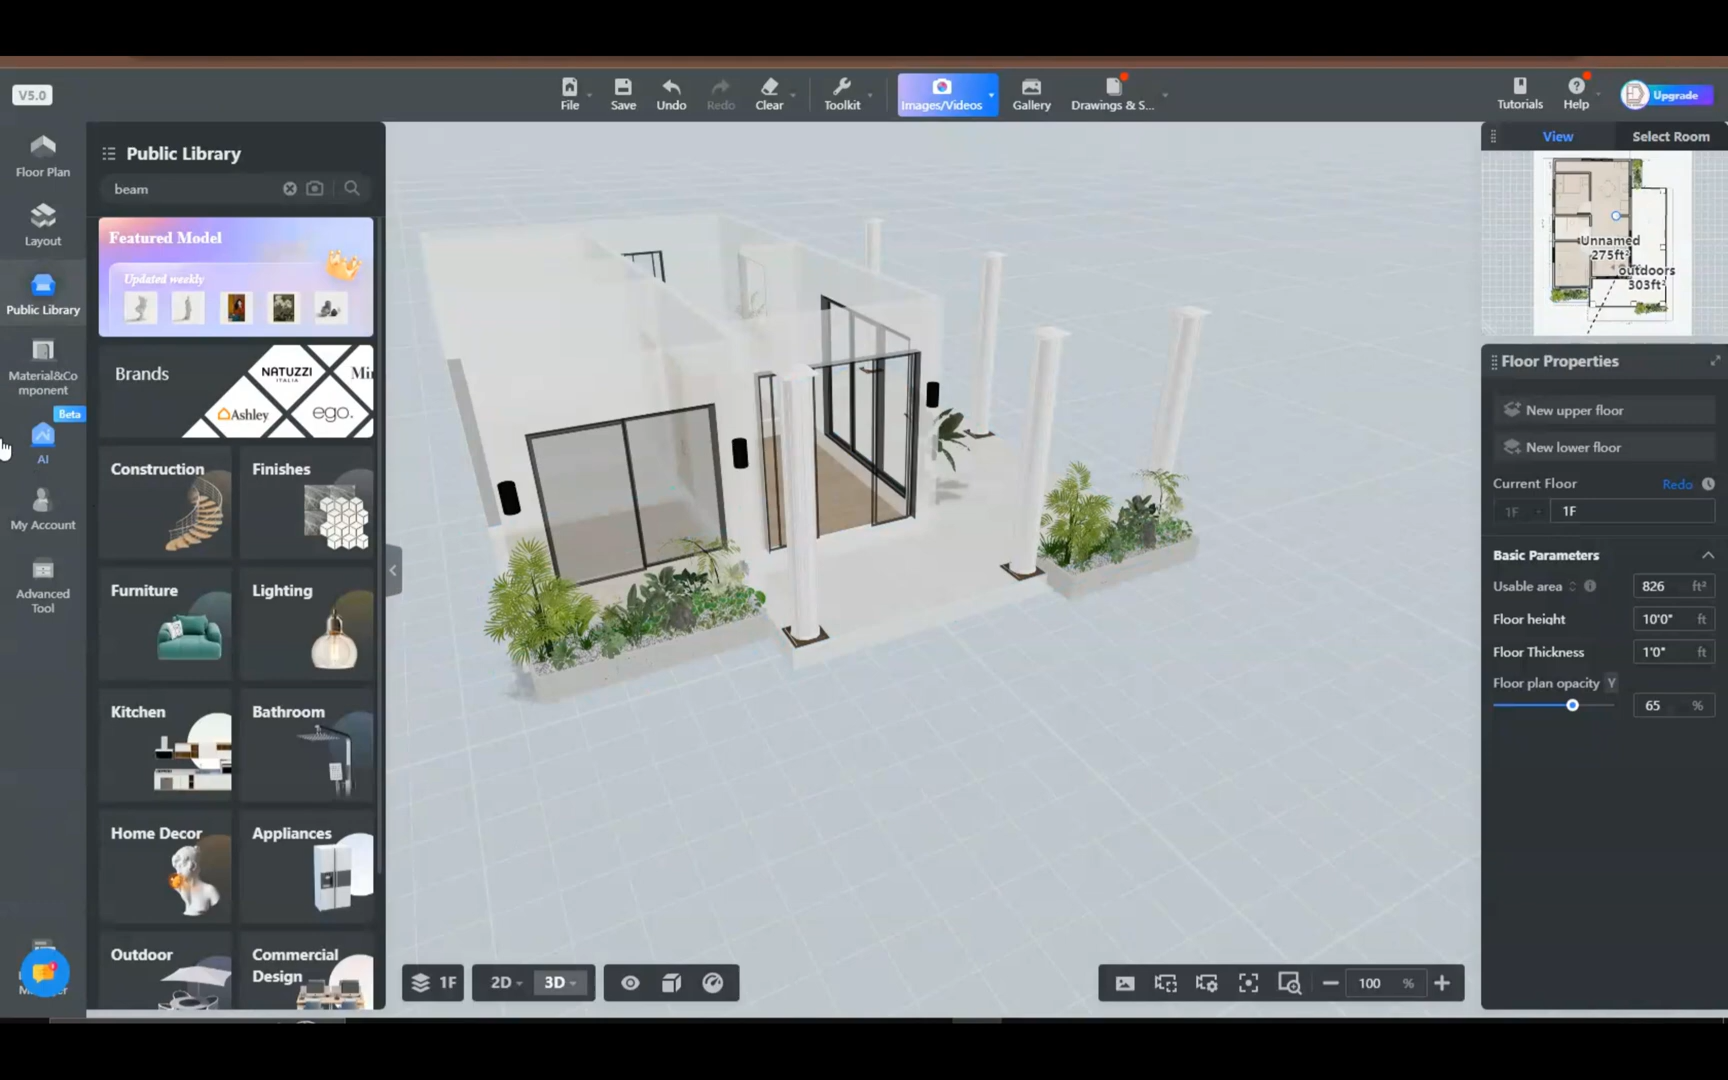 V5.0
File
Save
Undo
Redo
Clear
Toolkit
Images/Videos
Gallery
Drawings & S...
Tutorials
Help
Upgrade
Floor Plan
Layout
Public Library
Material&Co
mponent
Beta
AI
My Account
Advanced
Tool
Public Library
beam
Featured Model
Updated weekly
Brands
NATUZZI
ITALIA
Ashley
ego.
Construction
Finishes
Furniture
Lighting
Kitchen
Bathroom
Home Decor
Appliances
Outdoor
Commercial
Design
1F
2D
3D
100 %
View
Select Room
Unnamed
275ft²
outdoors
303ft²
Floor Properties
New upper floor
New lower floor
Current Floor
Redo
1F
1F
Basic Parameters
Usable area
826 ft²
Floor height
10'0" ft
Floor Thickness
1'0" ft
Floor plan opacity Y
65 %